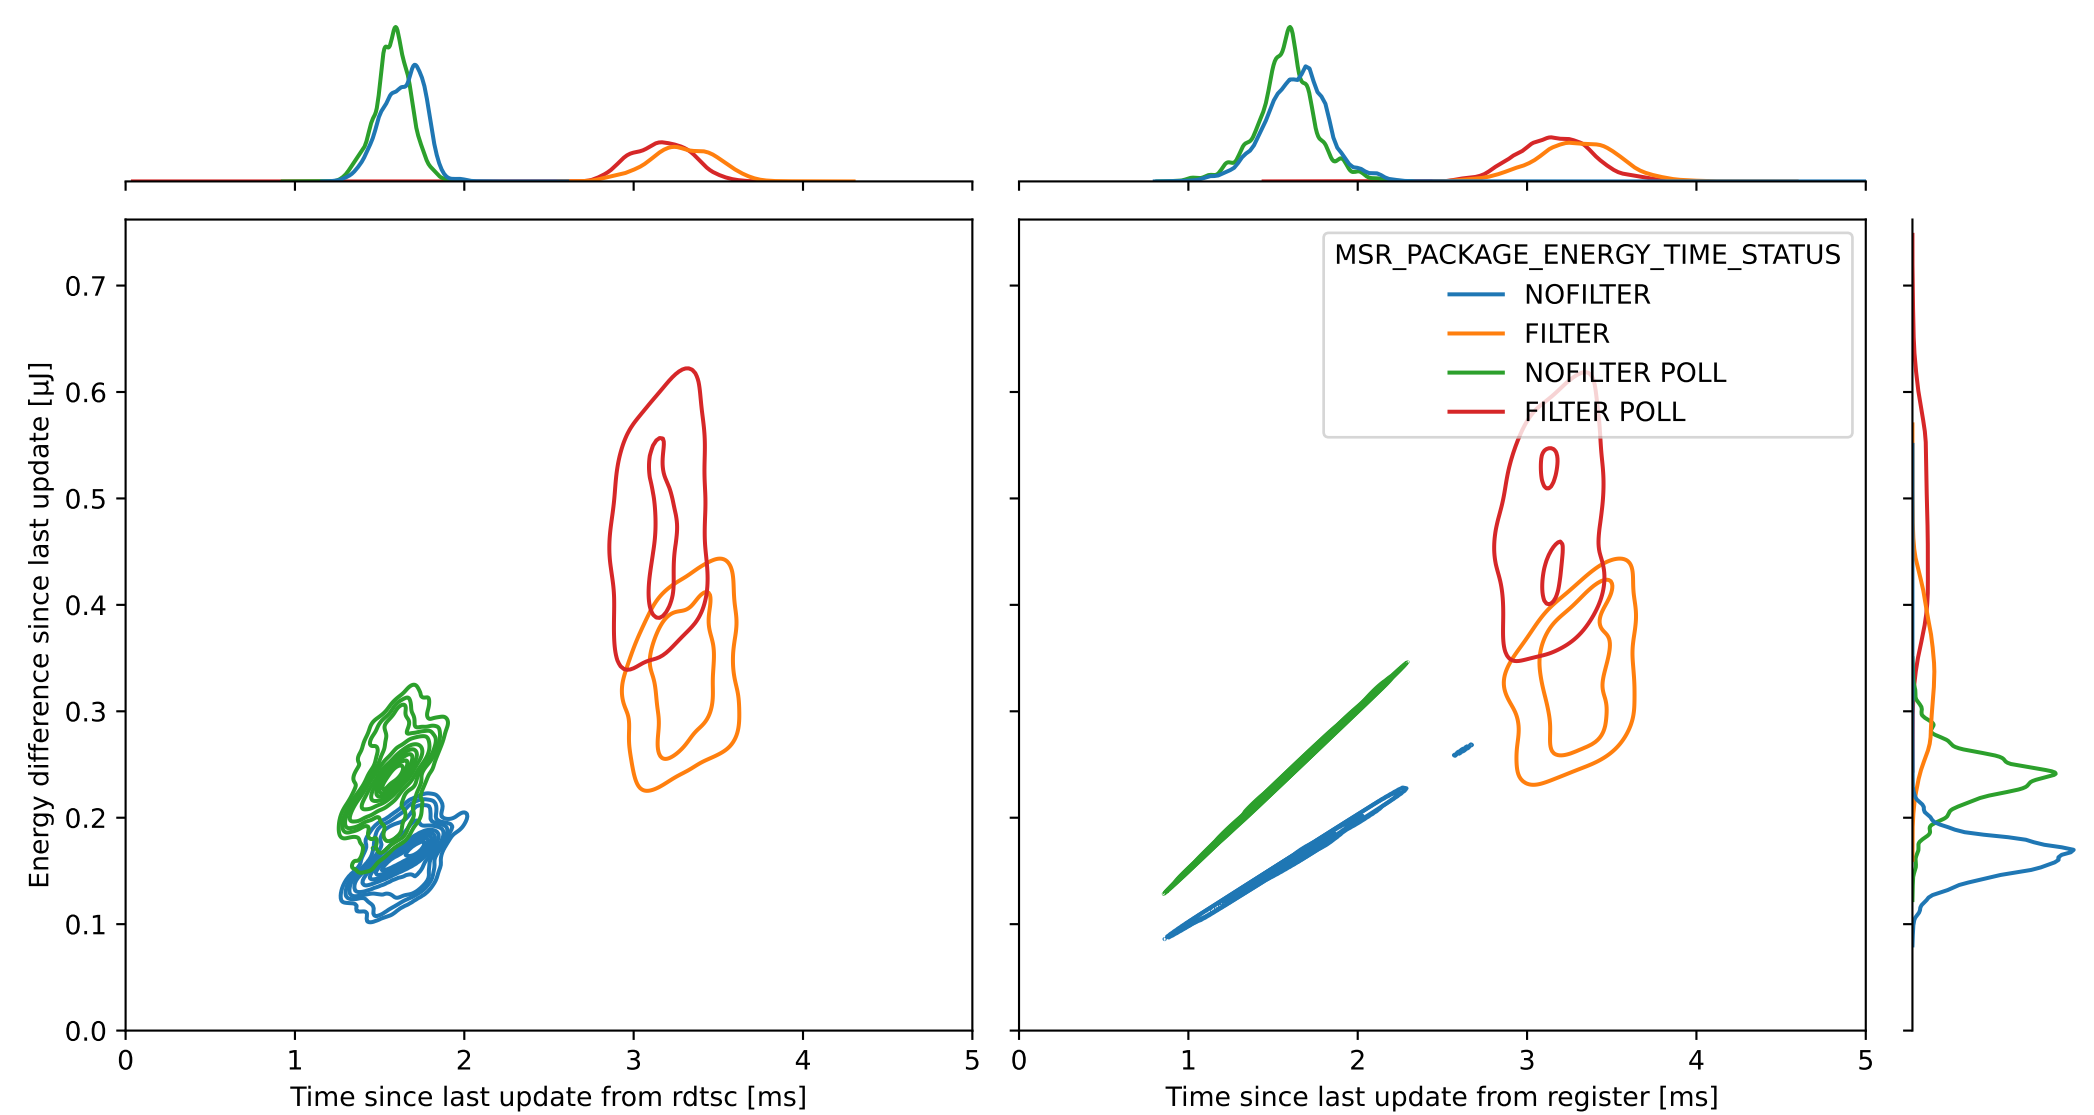 MSR_PACKAGE_ENERGY_TIME_STATUS
NOFILTER
FILTER
NOFILTER POLL
FILTER POLL
Energy difference since last update [µJ]
0.7
0.6
0.5
0.4
0.3
0.2
0.1
0.0
0 1 2 3 4 5
0 1 2 3 4 5
Time since last update from rdtsc [ms]
Time since last update from register [ms]